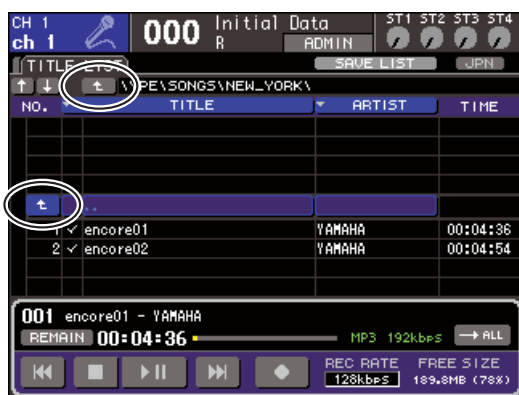 CH 1 Initial Data ST1 ST2 ST3 ST4
ch 1 000 R ADMIN
TITLE LIST SAVE LIST JPN
\YPE\SONGS\NEW_YORK\
NO. TITLE ARTIST TIME
..
1 ✓ encore01 YAMAHA 00:04:36
2 ✓ encore02 YAMAHA 00:04:54
001 encore01 - YAMAHA
REMAIN 00:04:36 MP3 192kbps → ALL
REC RATE FREE SIZE
128kbps 189.8MB (78%)